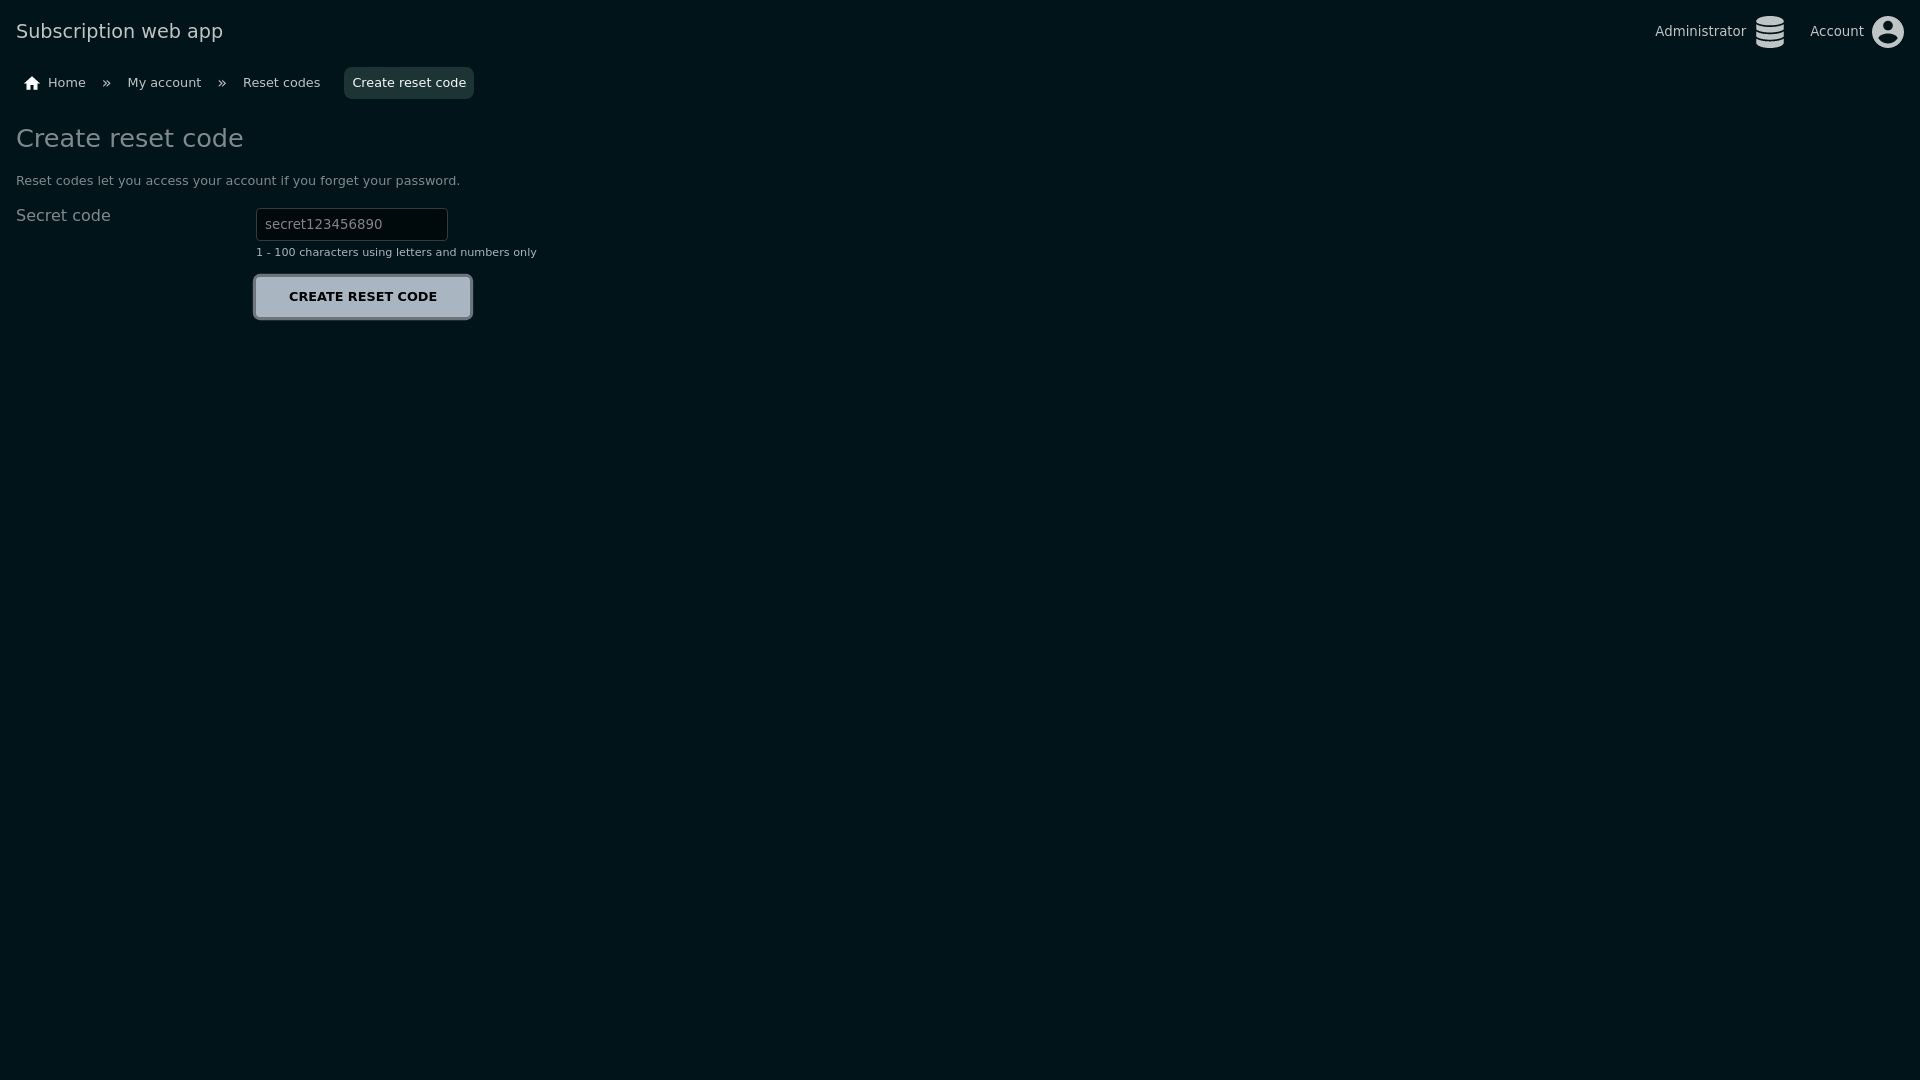 Subscription web app
Administrator
Account
Home » My account » Reset codes Create reset code
Create reset code
Reset codes let you access your account if you forget your password.
Secret code
secret123456890
1 - 100 characters using letters and numbers only
CREATE RESET CODE